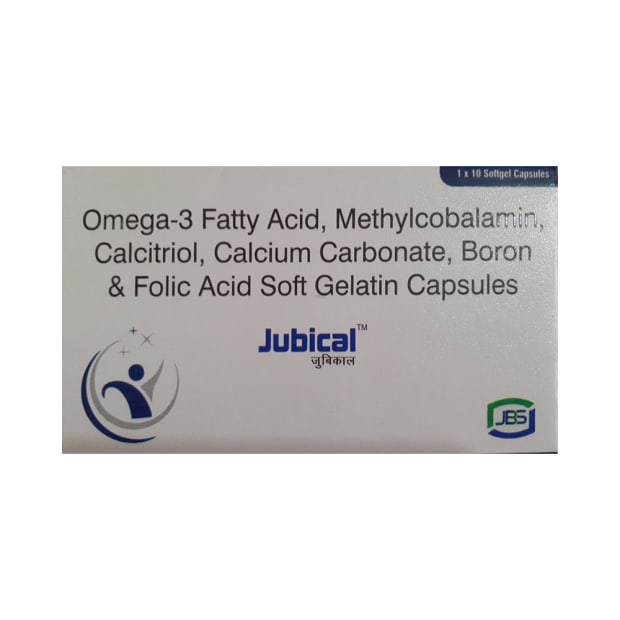 1 x 10 Softgel Capsules
Omega-3 Fatty Acid, Methylcobalamin,
Calcitriol, Calcium Carbonate, Boron
& Folic Acid Soft Gelatin Capsules
Jubical™
जुबिकाल
JBS